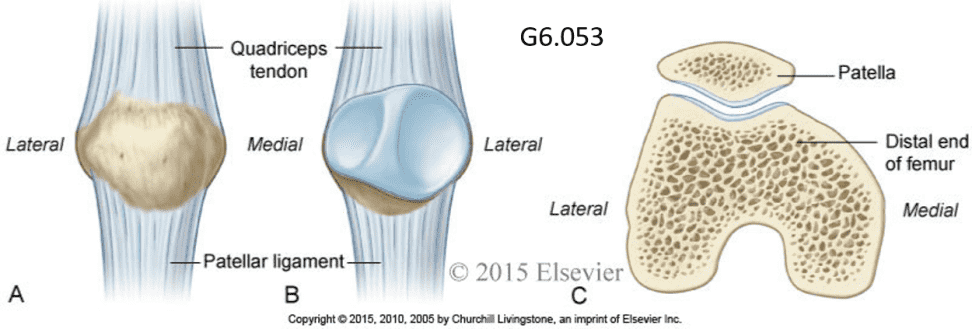 G6.053
Quadriceps
tendon
Patella
Lateral
Medial
Lateral
Distal end
of femur
Lateral
Medial
Patellar ligament
© 2015 Elsevier
A
B
C
Copyright © 2015, 2010, 2005 by Churchill Livingstone, an imprint of Elsevier Inc.